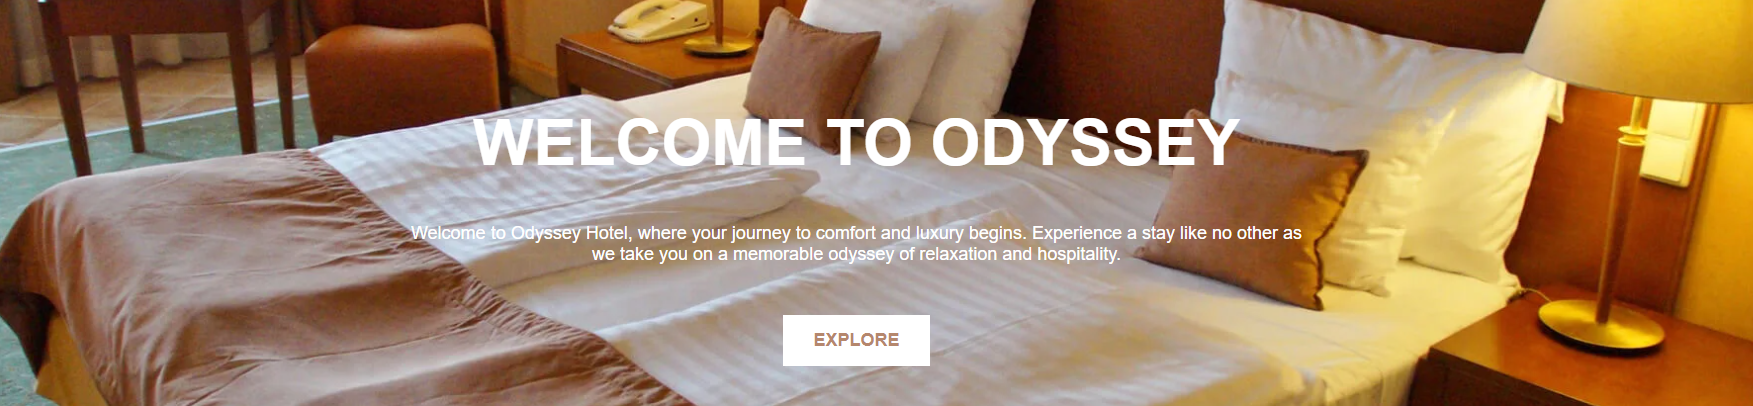 WELCOME TO ODYSSEY
Welcome to Odyssey Hotel, where your journey to comfort and luxury begins. Experience a stay like no other as
we take you on a memorable odyssey of relaxation and hospitality.
EXPLORE